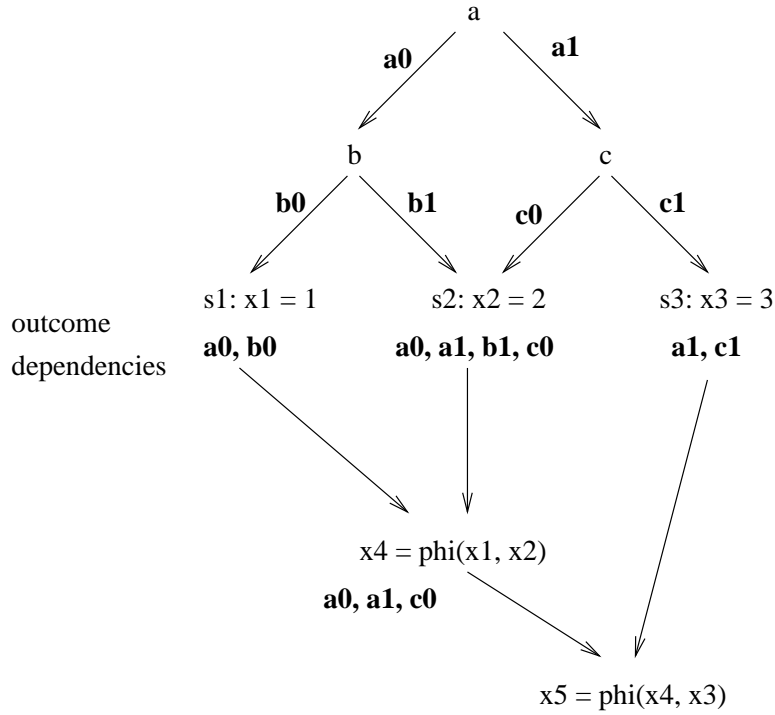 a
a0
a1
b
c
b0
b1
c0
c1
s1: x1 = 1
s2: x2 = 2
s3: x3 = 3
outcome
dependencies
a0, b0
a0, a1, b1, c0
a1, c1
x4 = phi(x1, x2)
a0, a1, c0
x5 = phi(x4, x3)